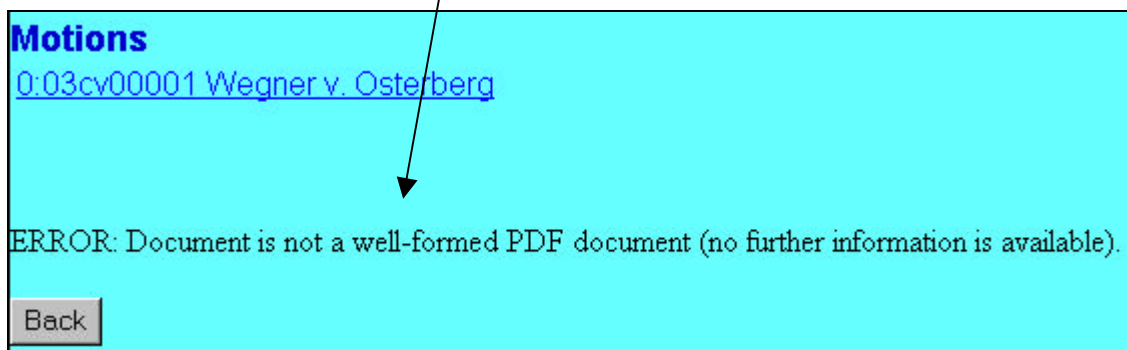 Motions
0:03cv00001 Wegner v. Osterberg
ERROR: Document is not a well-formed PDF document (no further information is available).
Back